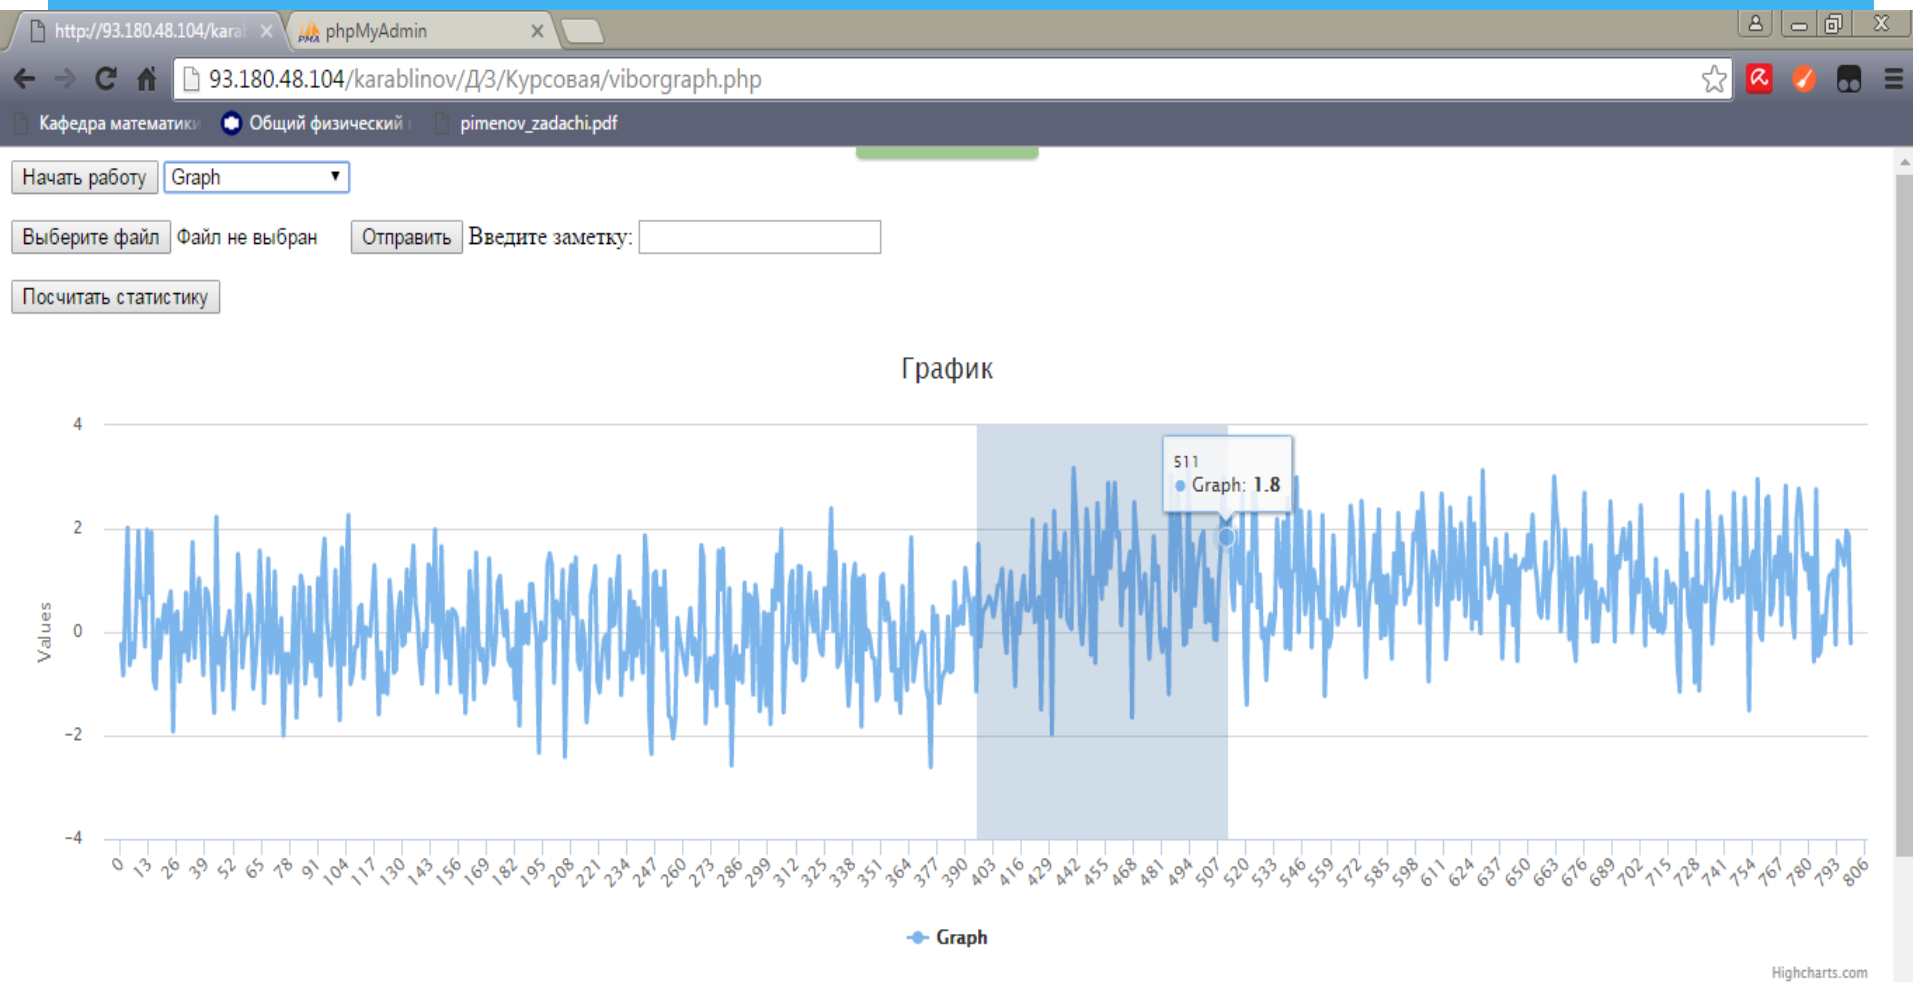 http://93.180.48.104/karal
phpMyAdmin
93.180.48.104/karablinov/Д/З/Курсовая/viborgraph.php
Кафедра математики
Общий физический
pimenov_zadachi.pdf
Начать работу Graph
Выберите файл Файл не выбран Отправить Введите заметку:
Посчитать статистику
График
4
2
0
-2
-4
Values
511
Graph: 1.8
0 13 26 39 52 65 78 91 104 117 130 143 156 169 182 195 208 221 234 247 260 273 286 299 312 325 338 351 364 377 390 403 416 429 442 455 468 481 494 507 520 533 546 559 572 585 598 611 624 637 650 663 676 689 702 715 728 741 754 767 780 793 806
Graph
Highcharts.com